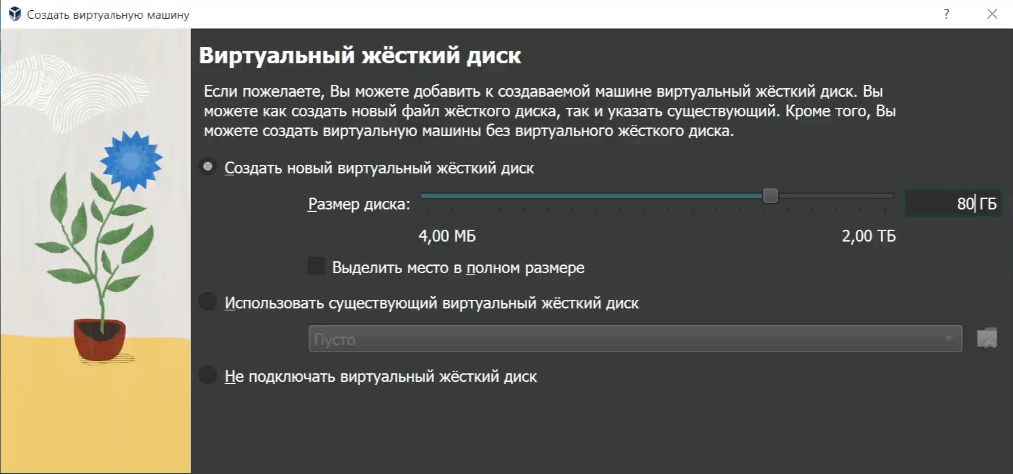 Создать виртуальную машину
?
Виртуальный жёсткий диск
Если пожелаете, Вы можете добавить к создаваемой машине виртуальный жёсткий диск. Вы
можете как создать новый файл жёсткого диска, так и указать существующий. Кроме того, Вы
можете создать виртуальную машины без виртуального жёсткого диска.
Создать новый виртуальный жёсткий диск
Размер диска: 80 ГБ
4,00 МБ 2,00 ТБ
Выделить место в полном размере
Использовать существующий виртуальный жёсткий диск
Пусто
Не подключать виртуальный жёсткий диск